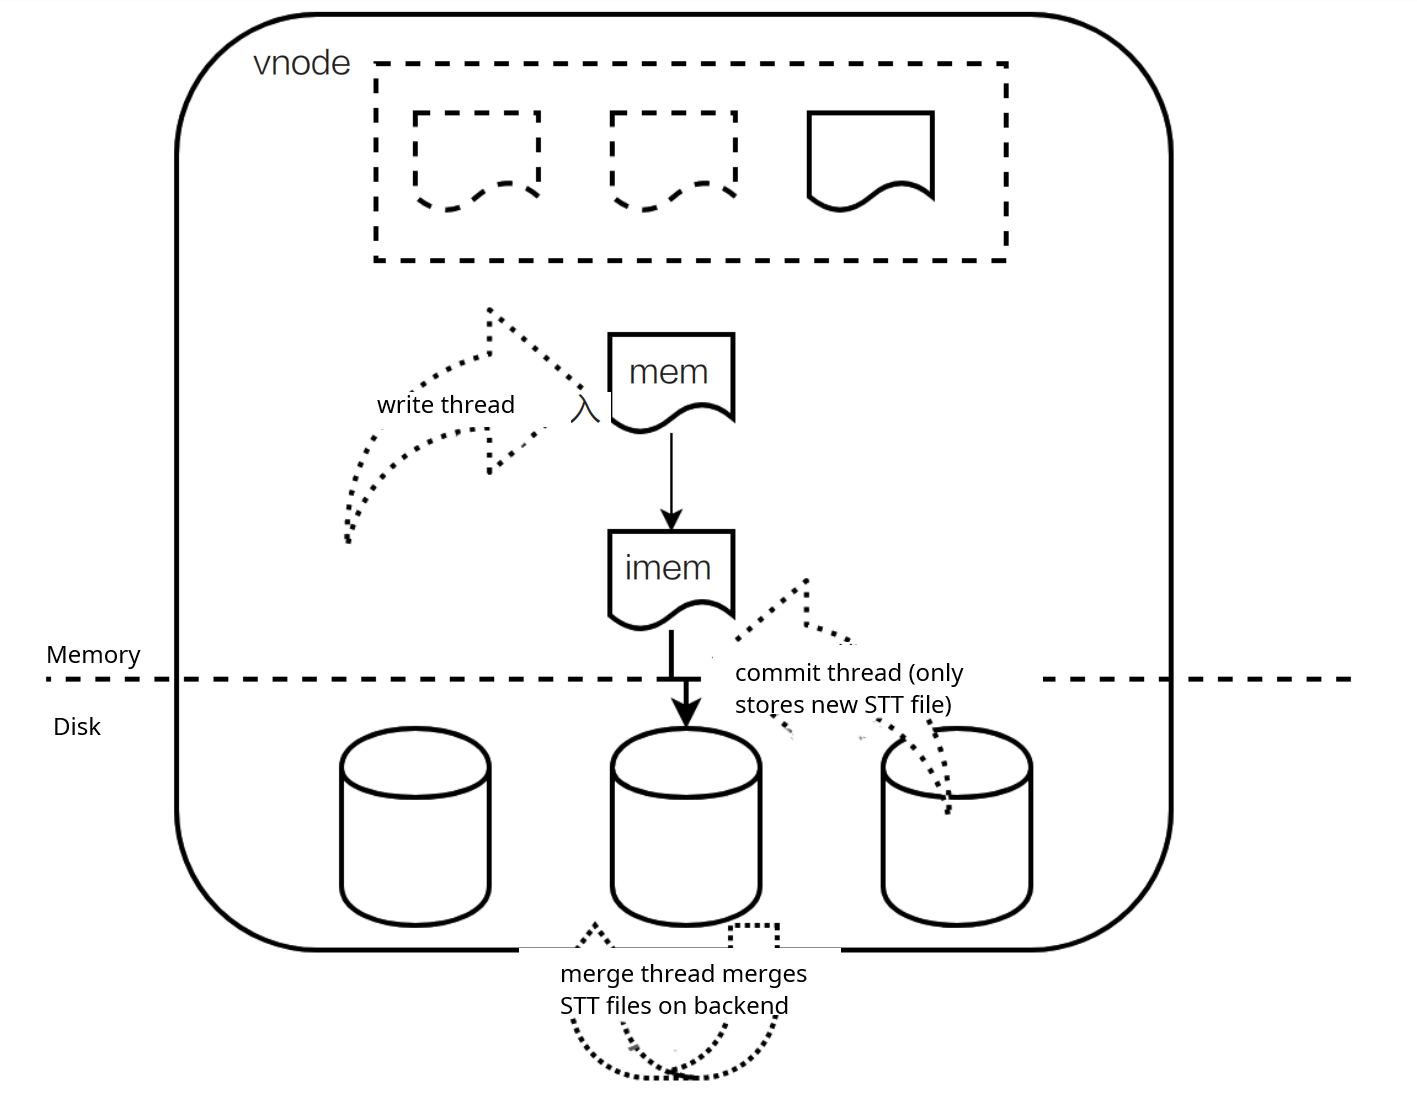 vnode
mem
write thread
入
imem
Memory
commit thread (only
stores new STT file)
Disk
merge thread merges
STT files on backend